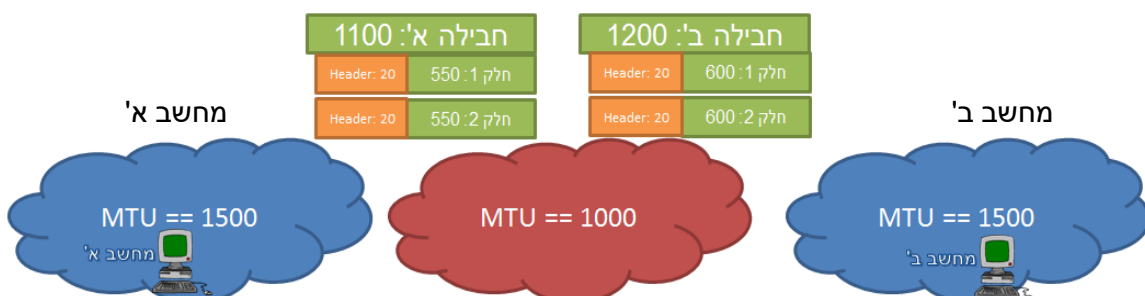 חבילה א': 1100
Header: 20
חלק 1: 550
Header: 20
חלק 2: 550
חבילה ב': 1200
Header: 20
חלק 1: 600
Header: 20
חלק 2: 600
מחשב א'
מחשב ב'
MTU == 1500
מחשב א'
MTU == 1000
MTU == 1500
מחשב ב'